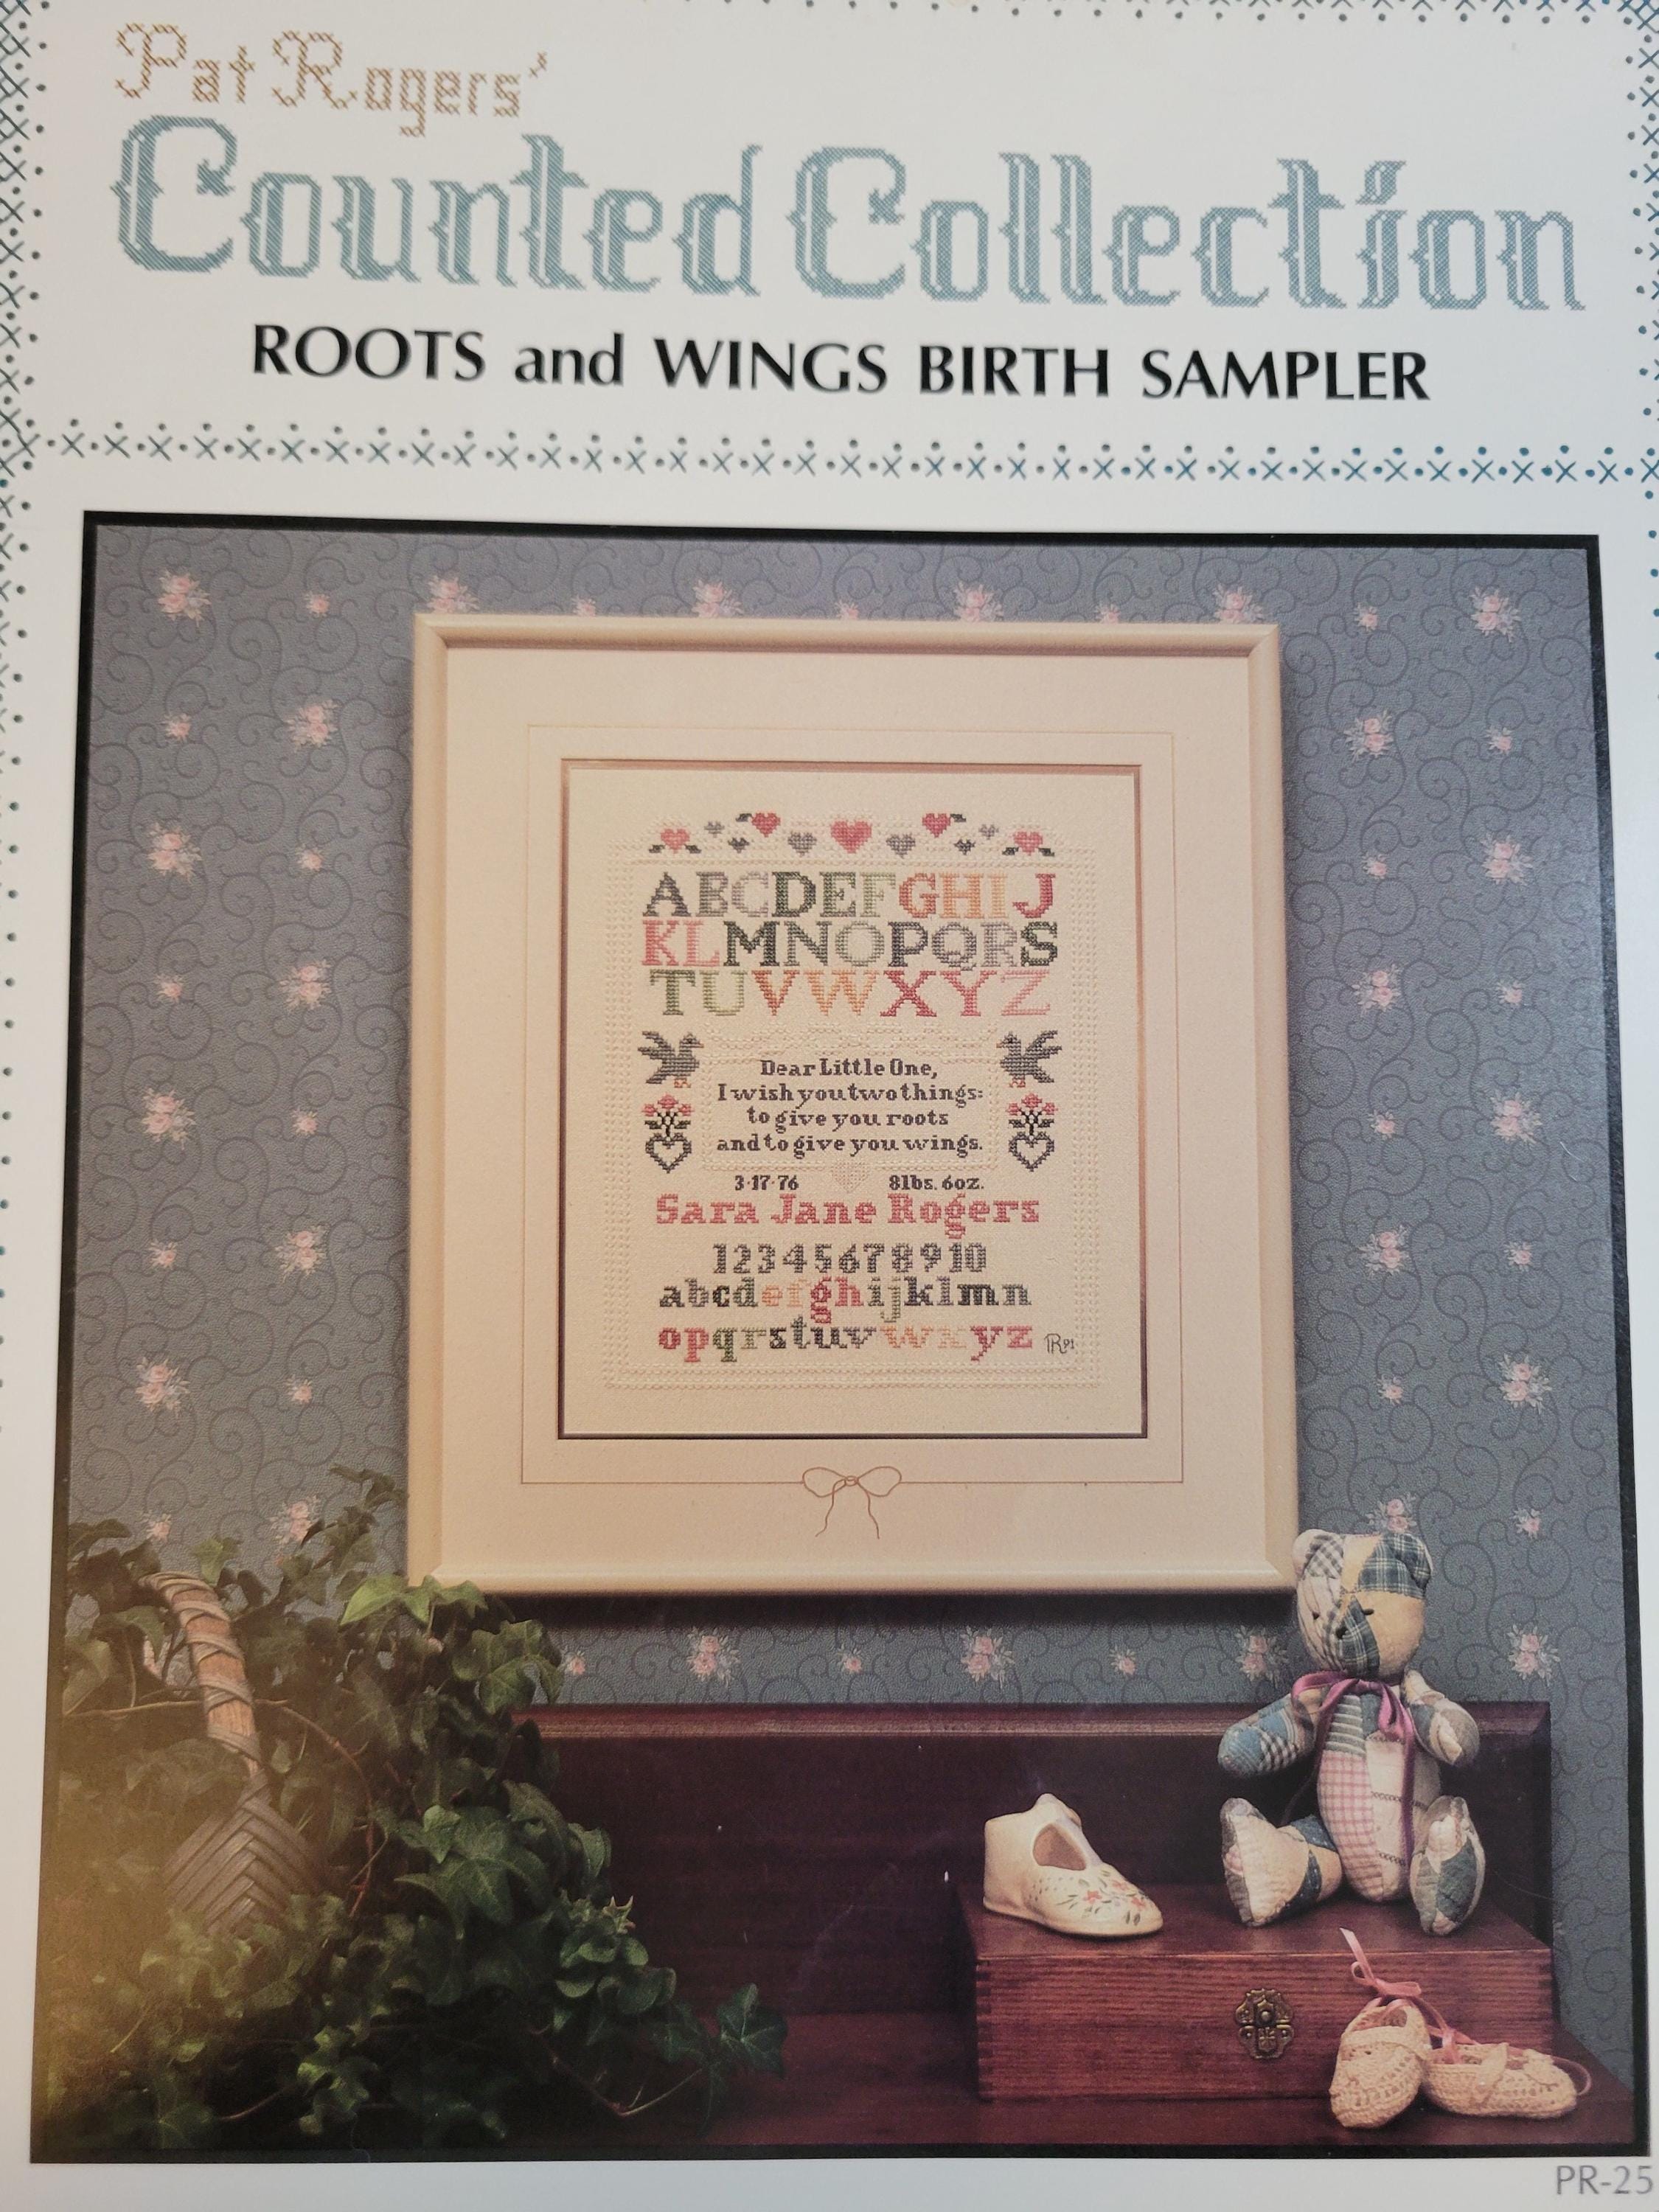 Pat Rogers'
Counted Collection
ROOTS and WINGS BIRTH SAMPLER
ABCDEFGHIJ
KLMNOPQRS
TUVWXYZ
Dear Little One,
I wish you two things:
to give you roots
and to give you wings.
3·17·76 8lbs. 6oz.
Sara Jane Rogers
12345678910
abcdefghijklmn
opqrstuvwxyz
PR-25